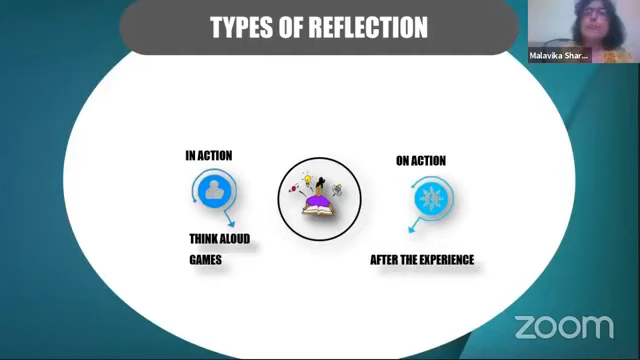 TYPES OF REFLECTION
Malavika Shar...
IN ACTION
ON ACTION
THINK ALOUD
GAMES
AFTER THE EXPERIENCE
zoom